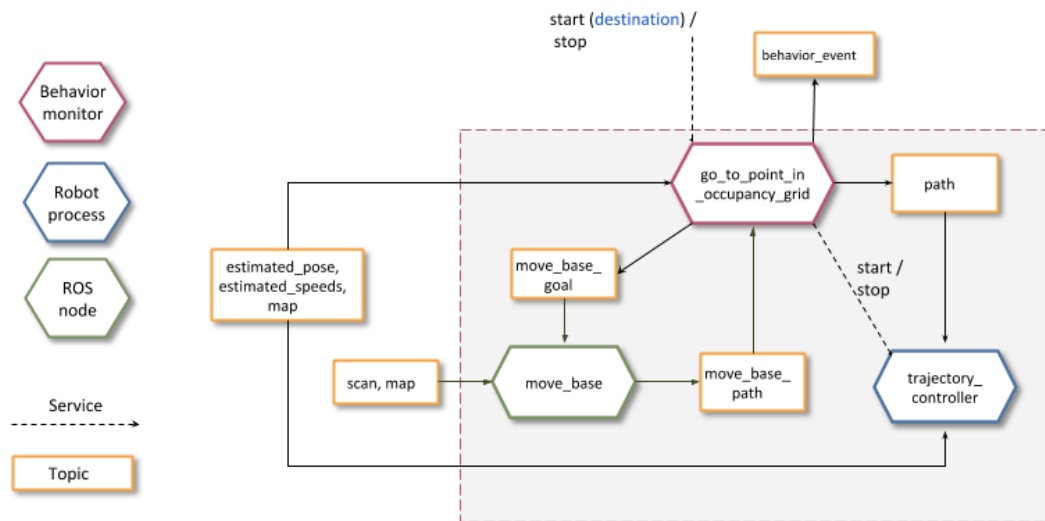 start (destination) /
stop
behavior_event
Behavior
monitor
go_to_point_in
_occupancy_grid
path
Robot
process
estimated_pose,
estimated_speeds,
map
move_base_
goal
start /
stop
ROS
node
scan, map
move_base
move_base_
path
trajectory_
controller
Service
Topic